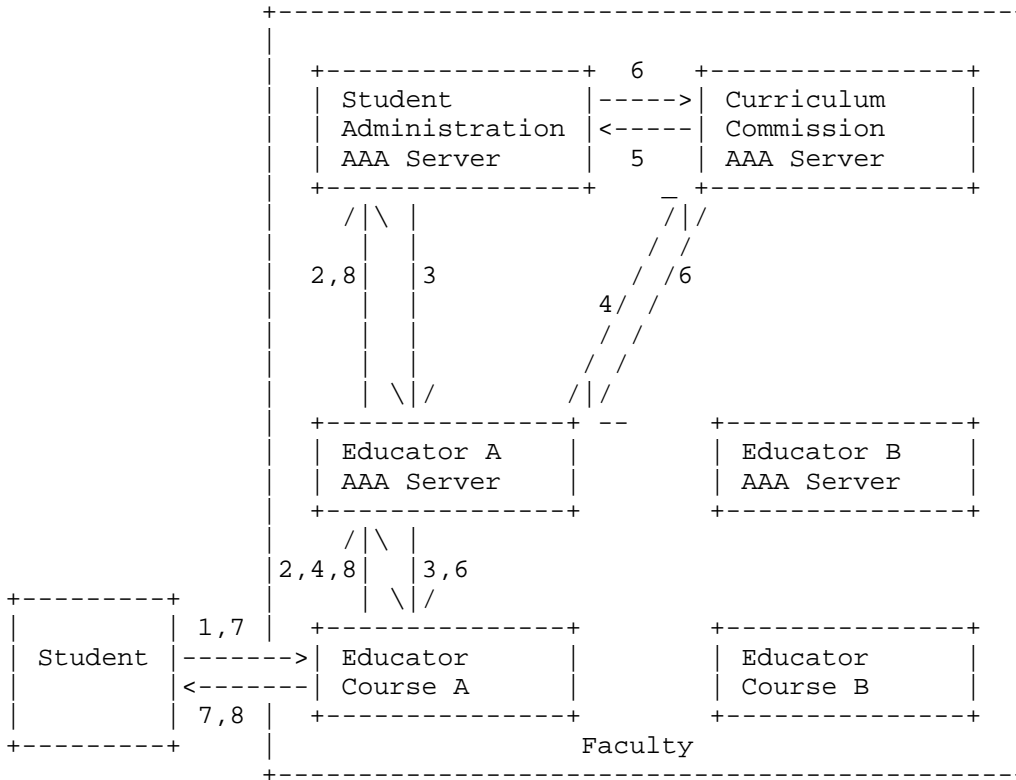 6
Student Curriculum
Administration Commission
AAA Server 5 AAA Server
2,8 3 6
4
Educator A Educator B
AAA Server AAA Server
2,4,8 3,6
1,7
Student Educator Educator
Course A Course B
7,8
Faculty